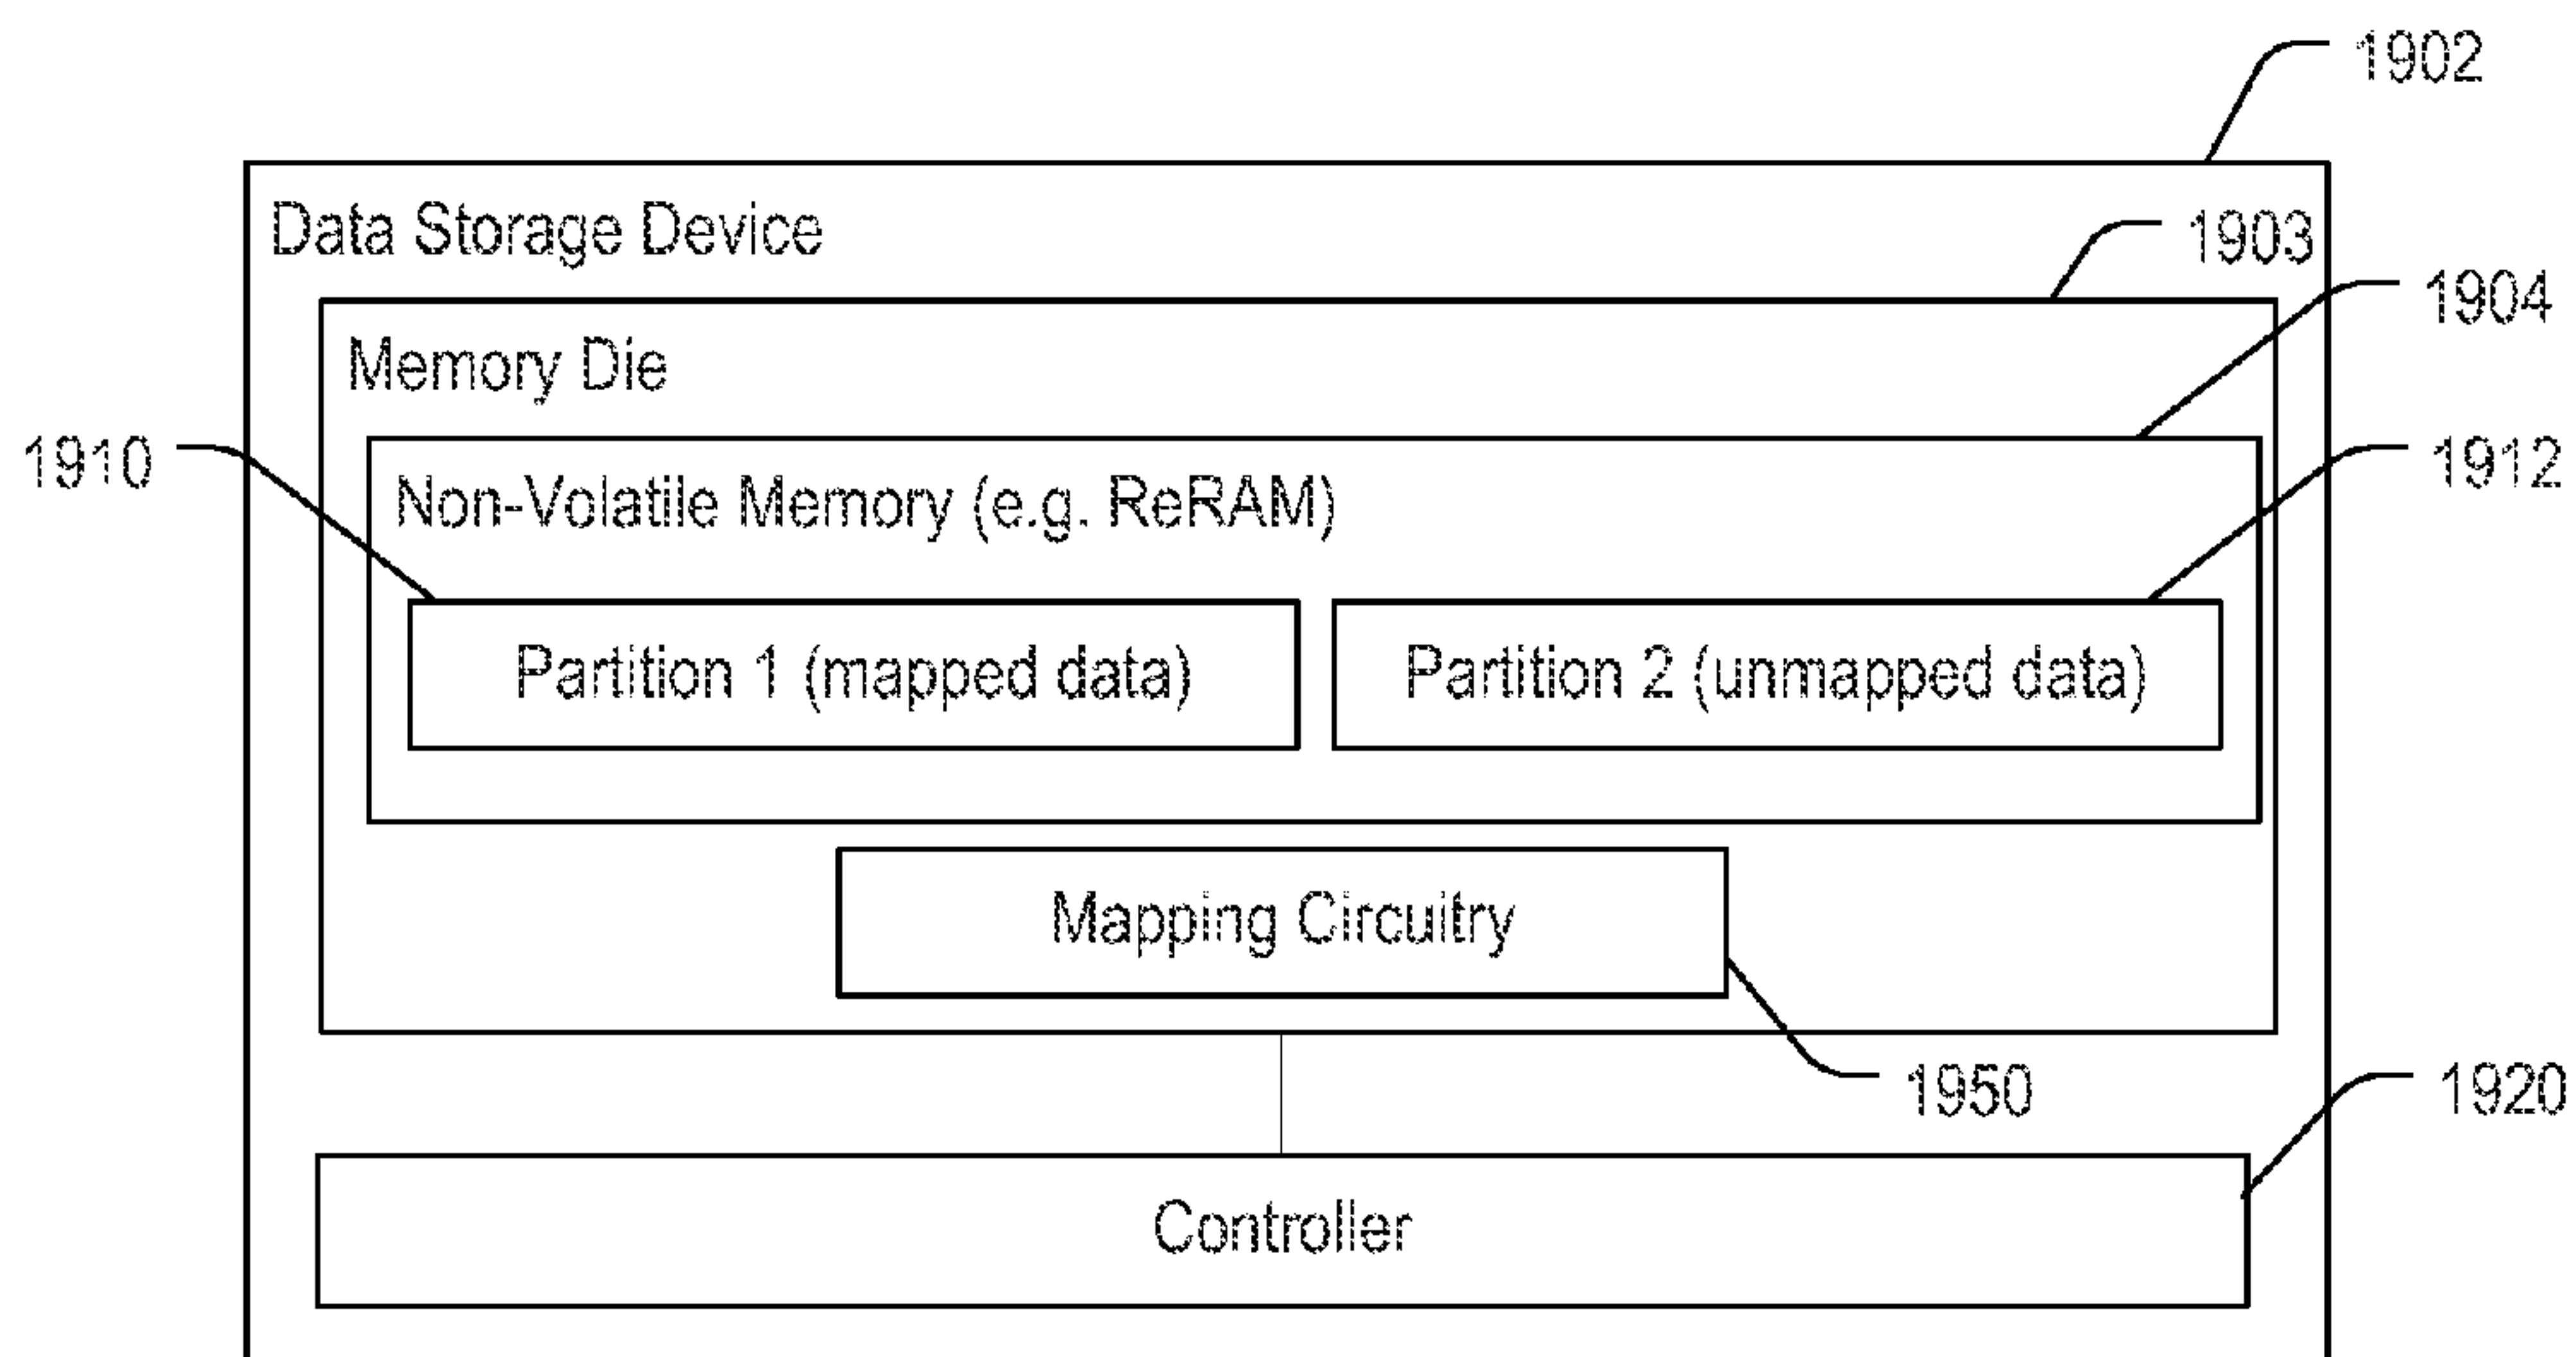 1902
Data Storage Device
1903
1904
Memory Die
1910
1912
Non-Volatile Memory (e.g. ReRAM)
Partition 1 (mapped data)
Partition 2 (unmapped data)
Mapping Circuitry
1950
1920
Controller